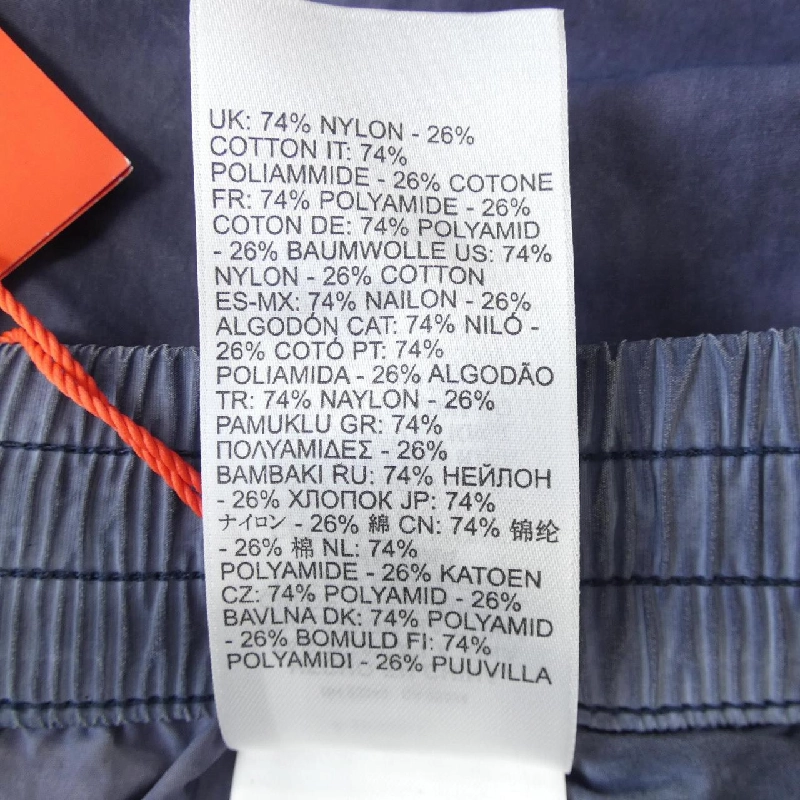 UK: 74% NYLON - 26%
COTTON IT: 74%
POLIAMMIDE - 26% COTONE
FR: 74% POLYAMIDE - 26%
COTON DE: 74% POLYAMID
- 26% BAUMWOLLE US: 74%
NYLON - 26% COTTON
ES-MX: 74% NAILON - 26%
ALGODÓN CAT: 74% NILÓ -
26% COTÓ PT: 74%
POLIAMIDA - 26% ALGODÃO
TR: 74% NAYLON - 26%
PAMUKLU GR: 74%
ΠΟΛΥΑΜΙΔΕΣ - 26%
ΒΑΜΒΑΚΙ RU: 74% НЕЙЛОН
- 26% ХЛОПОК JP: 74%
ナイロン - 26% 綿 CN: 74% 锦纶
- 26% 棉 NL: 74%
POLYAMIDE - 26% KATOEN
CZ: 74% POLYAMID - 26%
BAVLNA DK: 74% POLYAMID
- 26% BOMULD FI: 74%
POLYAMIDI - 26% PUUVILLA